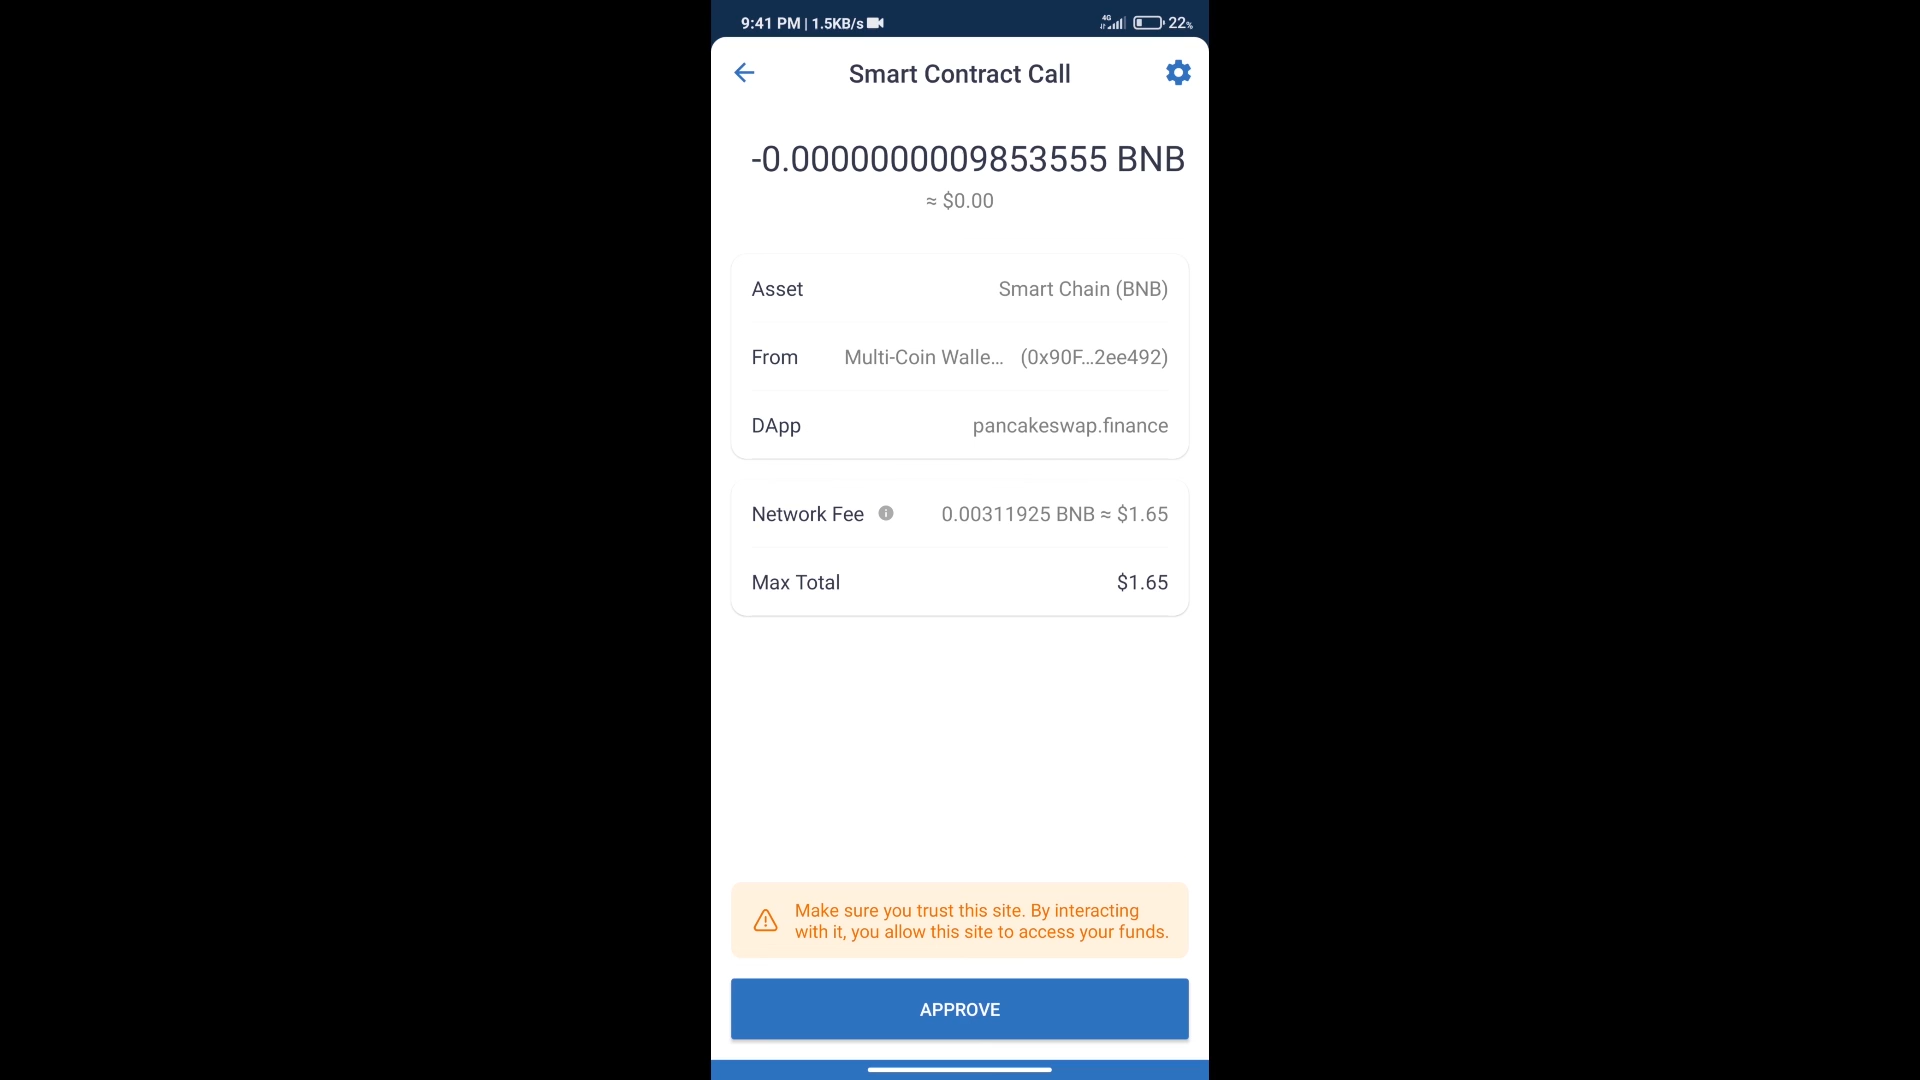 9:41 PM | 1.5KB/s
4G 22%
Smart Contract Call
-0.0000000009853555 BNB
≈ $0.00
Asset Smart Chain (BNB)
From Multi-Coin Walle... (0x90F...2ee492)
DApp pancakeswap.finance
Network Fee 0.00311925 BNB ≈ $1.65
Max Total $1.65
Make sure you trust this site. By interacting
with it, you allow this site to access your funds.
APPROVE